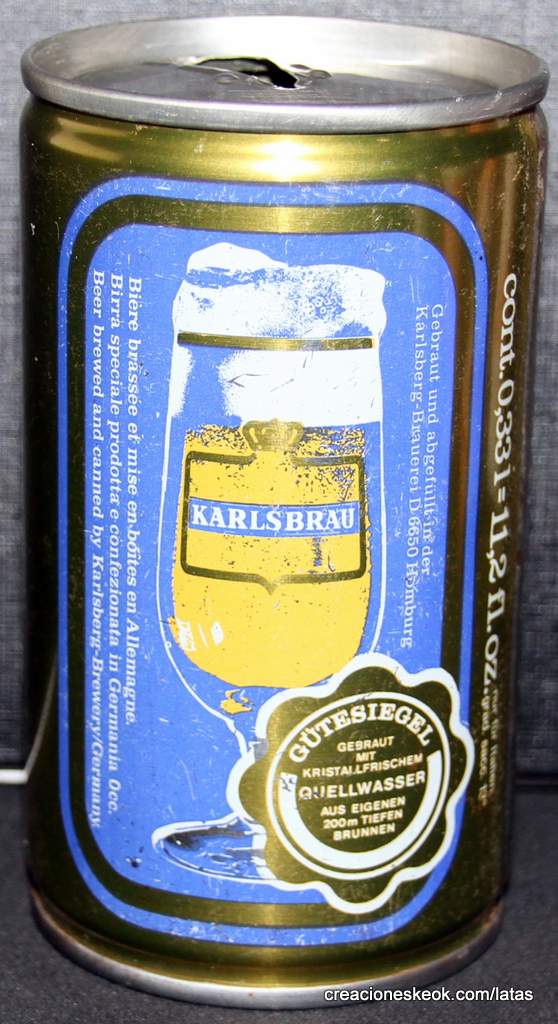 Bière brassée et mise en boîtes en Allemagne.
Birra speciale prodotta e confezionata in Germania Occ.
Beer brewed and canned by Karlsberg-Brewery/Germany
KARLSBRÄU
Gebraut und abgefüllt in der
Karlsberg-Brauerei D 6650 Homburg
cont. 0,33 l = 11,2 fl. oz.
GÜTESIEGEL
GEBRAUT
MIT
KRISTALLFRISCHEM
QUELLWASSER
AUS EIGENEN
200m TIEFEN
BRUNNEN
creacioneskeok.com/latas